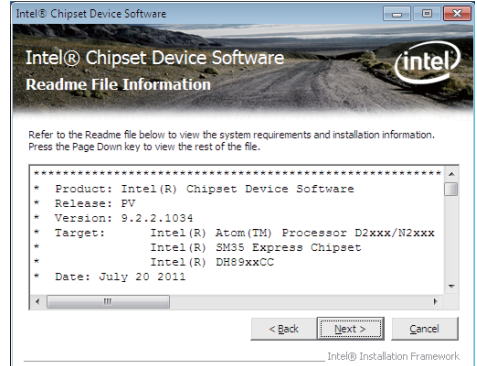 Intel® Chipset Device Software
Intel® Chipset Device Software
intel
Readme File Information
Refer to the Readme file below to view the system requirements and installation information.
Press the Page Down key to view the rest of the file.
********************************************************
* Product: Intel(R) Chipset Device Software
* Release: PV
* Version: 9.2.2.1034
* Target: Intel(R) Atom(TM) Processor D2xxx/N2xxx
* Intel(R) SM35 Express Chipset
* Intel(R) DH89xxCC
* Date: July 20 2011
< Back Next > Cancel
Intel® Installation Framework